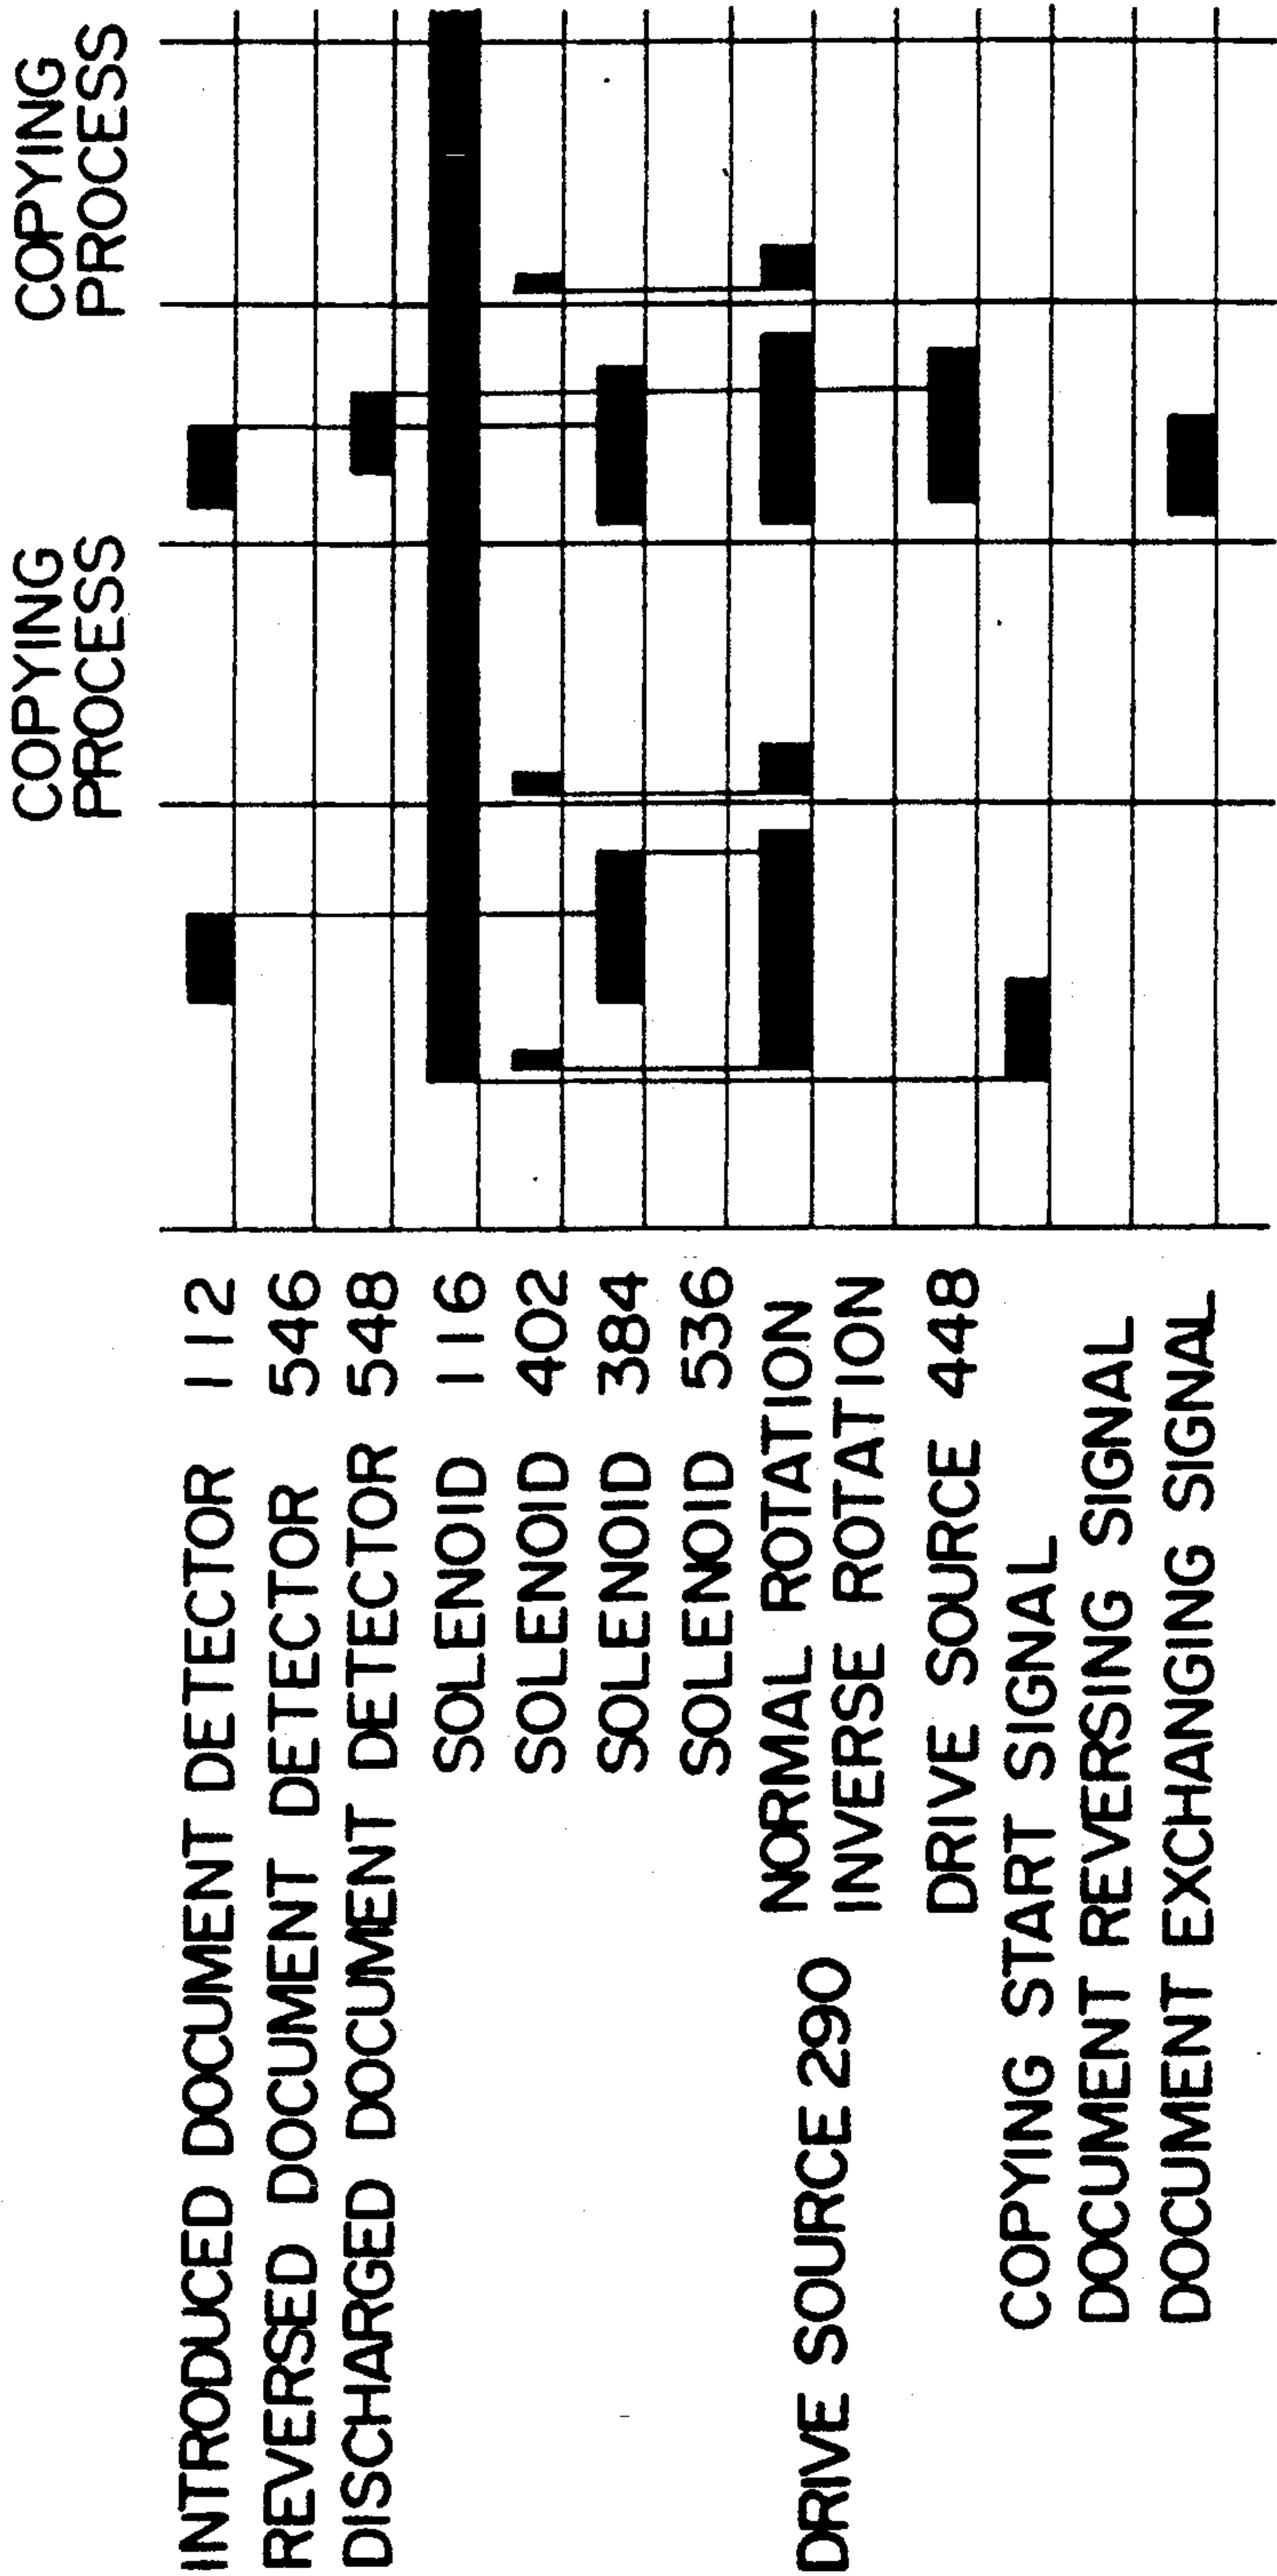 COPYING
PROCESS
COPYING
PROCESS
INTRODUCED DOCUMENT DETECTOR 112
REVERSED DOCUMENT DETECTOR 546
DISCHARGED DOCUMENT DETECTOR 548
SOLENOID 116
SOLENOID 402
SOLENOID 384
SOLENOID 536
DRIVE SOURCE 290
NORMAL ROTATION
INVERSE ROTATION
DRIVE SOURCE 448
COPYING START SIGNAL
DOCUMENT REVERSING SIGNAL
DOCUMENT EXCHANGING SIGNAL